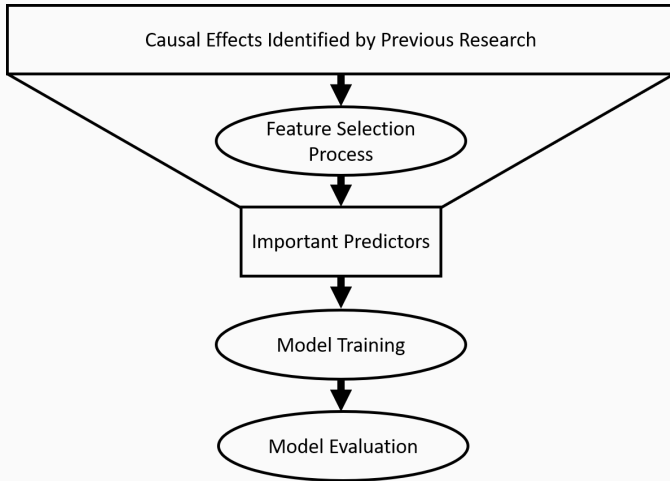 Causal Effects Identified by Previous Research
Feature Selection
Process
Important Predictors
Model Training
Model Evaluation